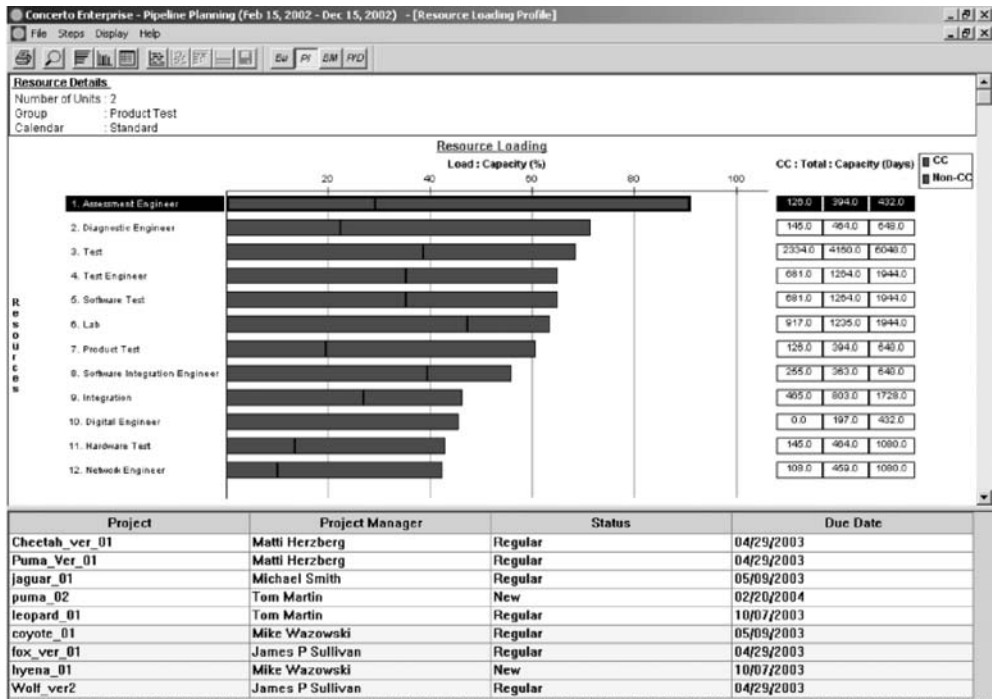 Concerto Enterprise - Pipeline Planning (Feb 15, 2002 - Dec 15, 2002) - [Resource Loading Profile]
File Steps Display Help
Bu PI BM R/D
Resource Details
Number of Units : 2
Group : Product Test
Calendar : Standard
Resource Loading
Load : Capacity (%)
CC : Total : Capacity (Days)
CC
Non-CC
20 40 60 80 100
Resources
1. Assessment Engineer 126.0 394.0 432.0
2. Diagnostic Engineer 145.0 464.0 648.0
3. Test 2334.0 4150.0 6048.0
4. Test Engineer 681.0 1264.0 1944.0
5. Software Test 681.0 1264.0 1944.0
6. Lab 917.0 1235.0 1944.0
7. Product Test 126.0 394.0 648.0
8. Software Integration Engineer 255.0 363.0 648.0
9. Integration 465.0 803.0 1728.0
10. Digital Engineer 0.0 197.0 432.0
11. Hardware Test 145.0 464.0 1080.0
12. Network Engineer 108.0 459.0 1080.0
Project Project Manager Status Due Date
Cheetah_ver_01 Matti Herzberg Regular 04/29/2003
Puma_Ver_01 Matti Herzberg Regular 04/29/2003
jaguar_01 Michael Smith Regular 05/09/2003
puma_02 Tom Martin New 02/20/2004
leopard_01 Tom Martin Regular 10/07/2003
coyote_01 Mike Wazowski Regular 05/09/2003
fox_ver_01 James P Sullivan Regular 04/29/2003
hyena_01 Mike Wazowski New 10/07/2003
Wolf_ver2 James P Sullivan Regular 04/29/2003